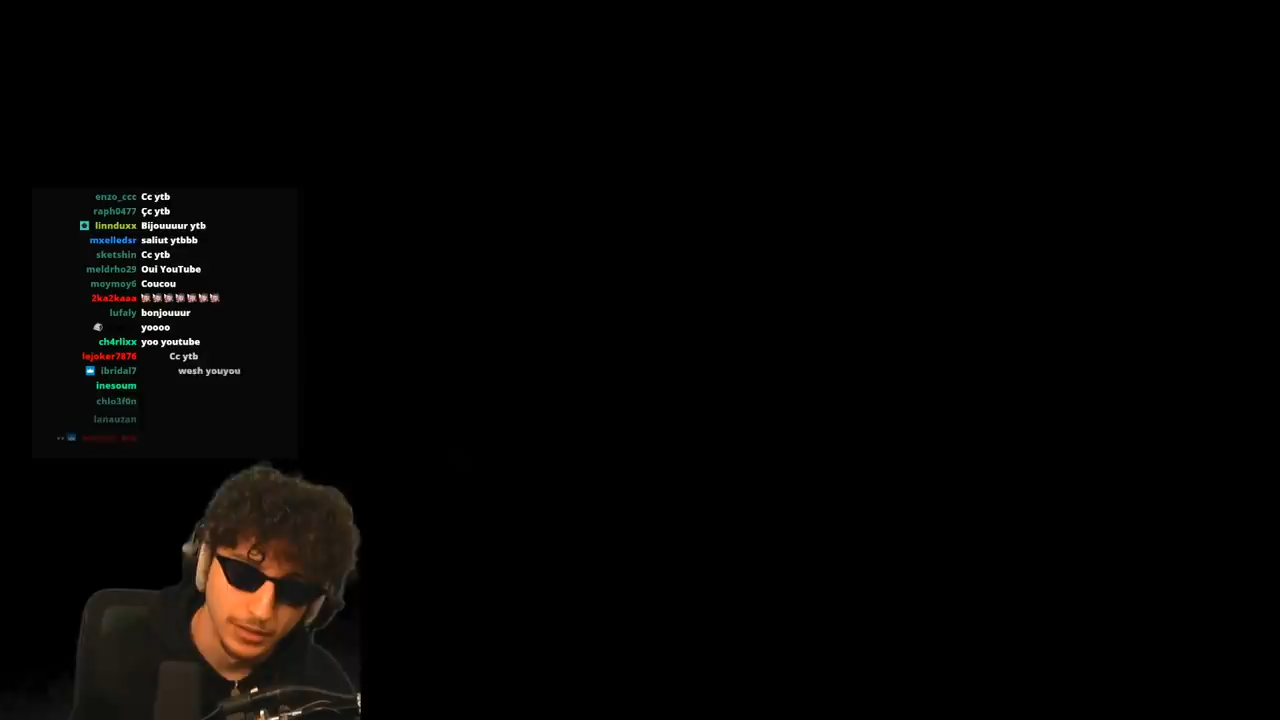 enzo_ccc Cc ytb
raph0477 Çc ytb
linnduxx Bijouuuur ytb
mxelledsr saliut ytbbb
sketshin Cc ytb
meldrho29 Oui YouTube
moymoy6 Coucou
2ka2kaaa
lufaly bonjouuur
yoooo
ch4rlixx yoo youtube
lejoker7876 Cc ytb
ibridal7 wesh youyou
inesoum
chlo3f0n
lanauzan